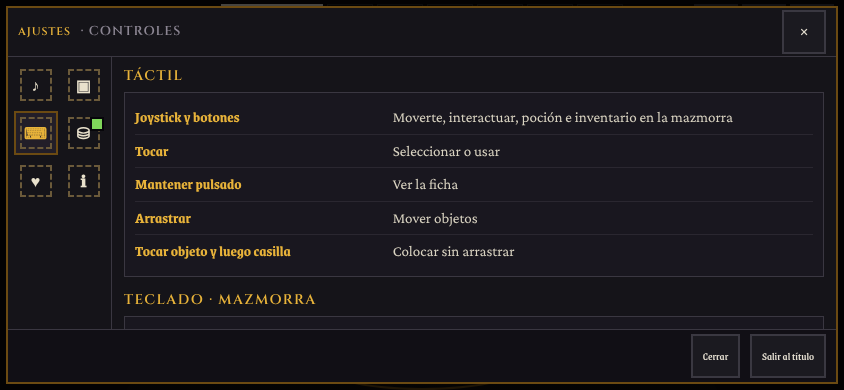 AJUSTES · CONTROLES
×
TÁCTIL
Joystick y botones Moverte, interactuar, poción e inventario en la mazmorra
Tocar Seleccionar o usar
Mantener pulsado Ver la ficha
Arrastrar Mover objetos
Tocar objeto y luego casilla Colocar sin arrastrar
TECLADO · MAZMORRA
Cerrar Salir al título